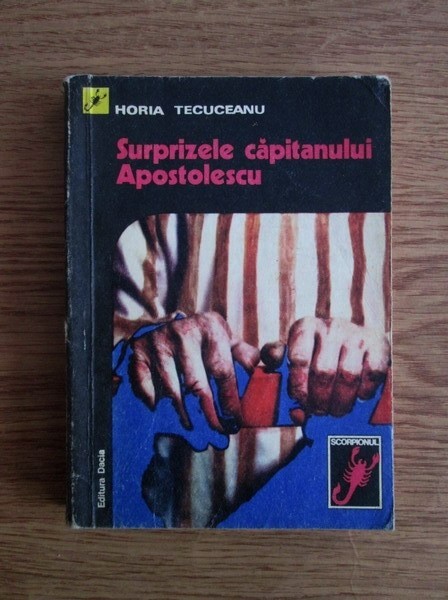 HORIA TECUCEANU
Surprizele căpitanului
Apostolescu
SCORPIONUL
Editura Dacia